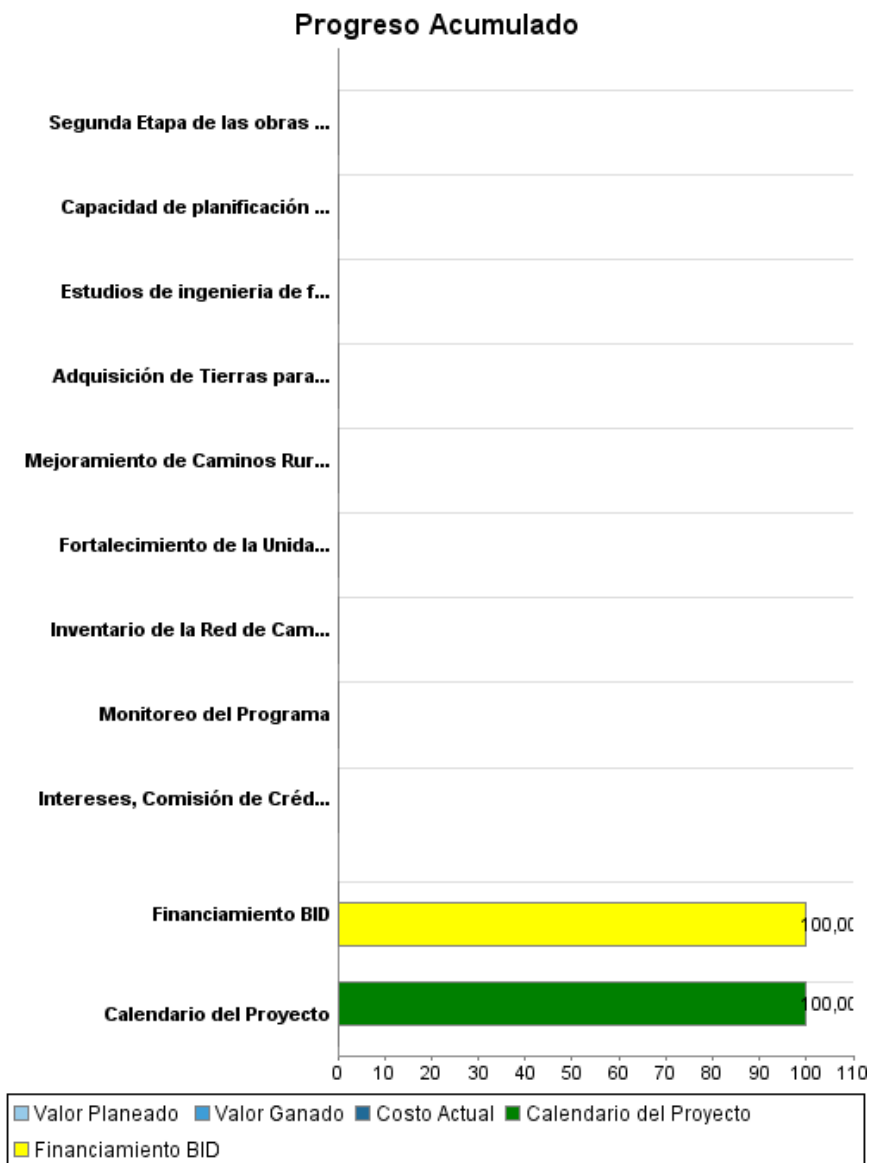 Progreso Acumulado
Segunda Etapa de las obras ...
Capacidad de planificación ...
Estudios de ingenieria de f...
Adquisición de Tierras para...
Mejoramiento de Caminos Rur...
Fortalecimiento de la Unida...
Inventario de la Red de Cam...
Monitoreo del Programa
Intereses, Comisión de Créd...
Financiamiento BID
100,00
Calendario del Proyecto
100,00
0 10 20 30 40 50 60 70 80 90 100 110
Valor Planeado Valor Ganado Costo Actual Calendario del Proyecto
Financiamiento BID